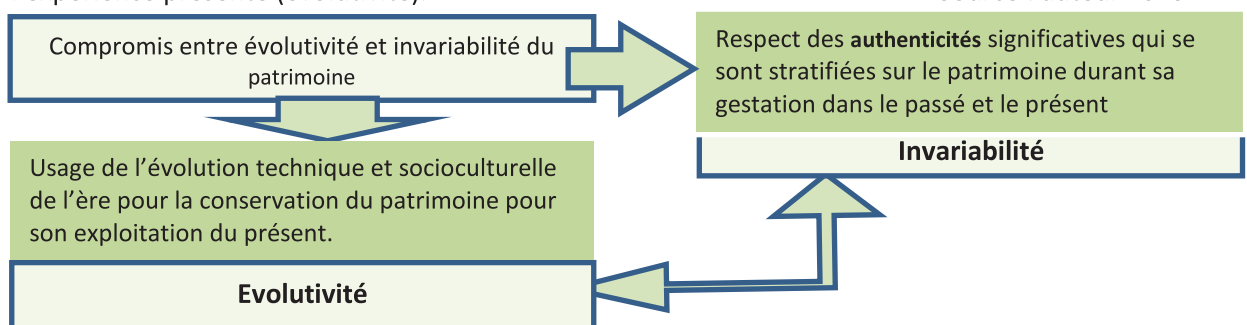 Compromis entre évolutivité et invariabilité du
patrimoine
Respect des authenticités significatives qui se
sont stratifiées sur le patrimoine durant sa
gestation dans le passé et le présent
Invariabilité
Usage de l’évolution technique et socioculturelle
de l’ère pour la conservation du patrimoine pour
son exploitation du présent.
Evolutivité